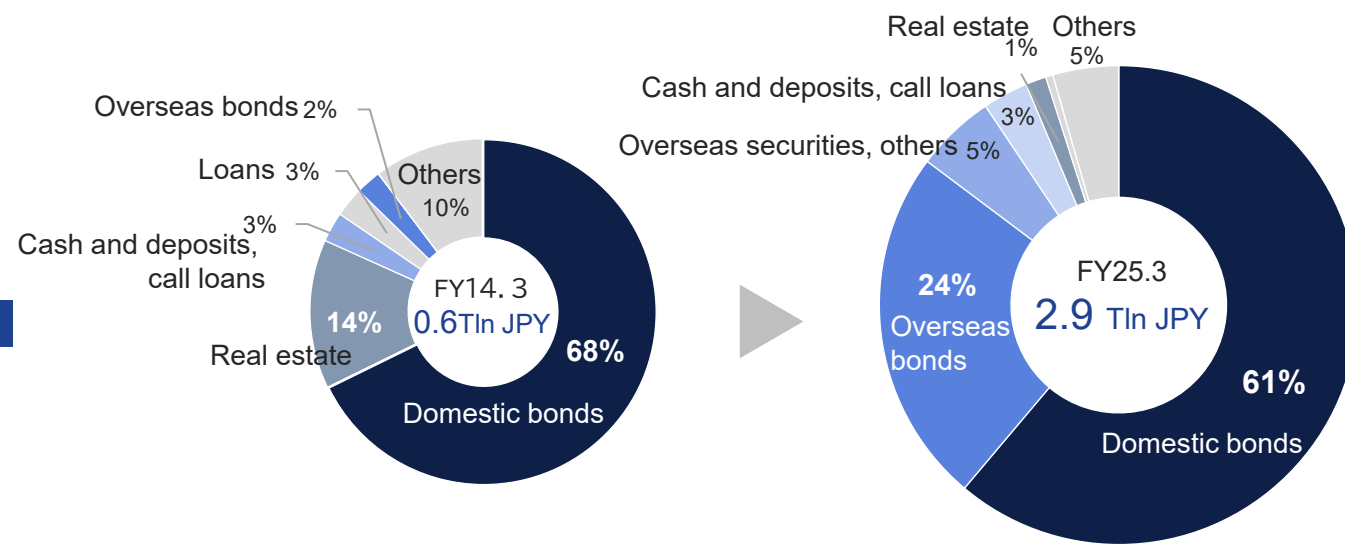 Overseas bonds 2%
Loans 3%
3%
Cash and deposits,
call loans
14%
Real estate
Others
10%
FY14. 3
0.6Tln JPY
68%
Domestic bonds
Real estate Others
1% 5%
Cash and deposits, call loans
3%
Overseas securities, others 5%
24%
Overseas
bonds
FY25.3
2.9 Tln JPY
61%
Domestic bonds